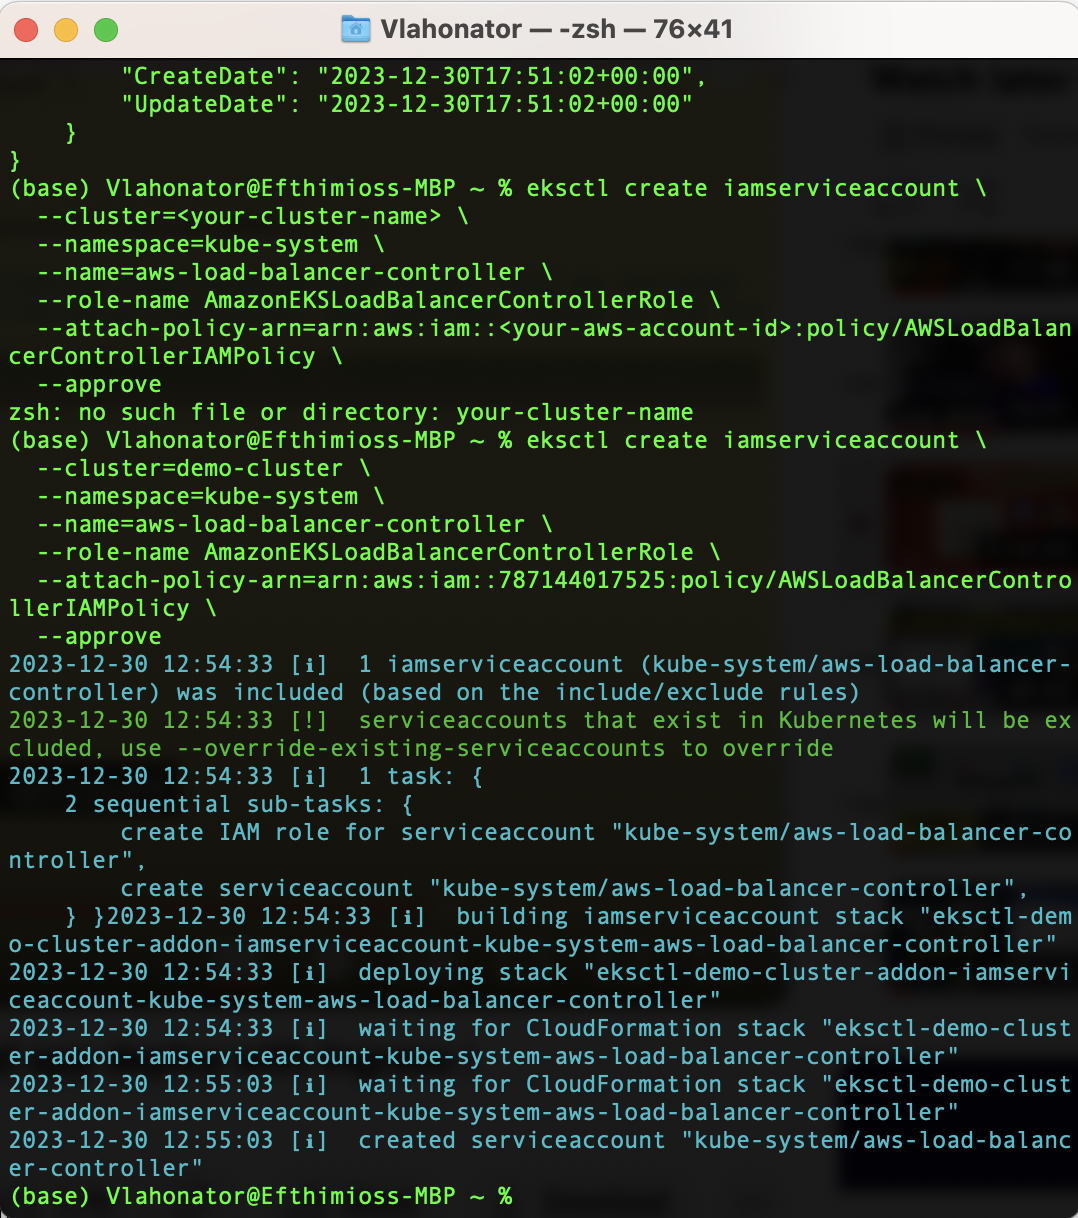 Vlahonator — -zsh — 76×41
        "CreateDate": "2023-12-30T17:51:02+00:00",
        "UpdateDate": "2023-12-30T17:51:02+00:00"
    }
}
(base) Vlahonator@Efthimioss-MBP ~ % eksctl create iamserviceaccount \
  --cluster=<your-cluster-name> \
  --namespace=kube-system \
  --name=aws-load-balancer-controller \
  --role-name AmazonEKSLoadBalancerControllerRole \
  --attach-policy-arn=arn:aws:iam::<your-aws-account-id>:policy/AWSLoadBalan
cerControllerIAMPolicy \
  --approve
zsh: no such file or directory: your-cluster-name
(base) Vlahonator@Efthimioss-MBP ~ % eksctl create iamserviceaccount \
  --cluster=demo-cluster \
  --namespace=kube-system \
  --name=aws-load-balancer-controller \
  --role-name AmazonEKSLoadBalancerControllerRole \
  --attach-policy-arn=arn:aws:iam::787144017525:policy/AWSLoadBalancerContro
llerIAMPolicy \
  --approve
2023-12-30 12:54:33 [ℹ]  1 iamserviceaccount (kube-system/aws-load-balancer-
controller) was included (based on the include/exclude rules)
2023-12-30 12:54:33 [!]  serviceaccounts that exist in Kubernetes will be ex
cluded, use --override-existing-serviceaccounts to override
2023-12-30 12:54:33 [ℹ]  1 task: {
    2 sequential sub-tasks: {
        create IAM role for serviceaccount "kube-system/aws-load-balancer-co
ntroller",
        create serviceaccount "kube-system/aws-load-balancer-controller",
    } }2023-12-30 12:54:33 [ℹ]  building iamserviceaccount stack "eksctl-dem
o-cluster-addon-iamserviceaccount-kube-system-aws-load-balancer-controller"
2023-12-30 12:54:33 [ℹ]  deploying stack "eksctl-demo-cluster-addon-iamservi
ceaccount-kube-system-aws-load-balancer-controller"
2023-12-30 12:54:33 [ℹ]  waiting for CloudFormation stack "eksctl-demo-clust
er-addon-iamserviceaccount-kube-system-aws-load-balancer-controller"
2023-12-30 12:55:03 [ℹ]  waiting for CloudFormation stack "eksctl-demo-clust
er-addon-iamserviceaccount-kube-system-aws-load-balancer-controller"
2023-12-30 12:55:03 [ℹ]  created serviceaccount "kube-system/aws-load-balanc
er-controller"
(base) Vlahonator@Efthimioss-MBP ~ %